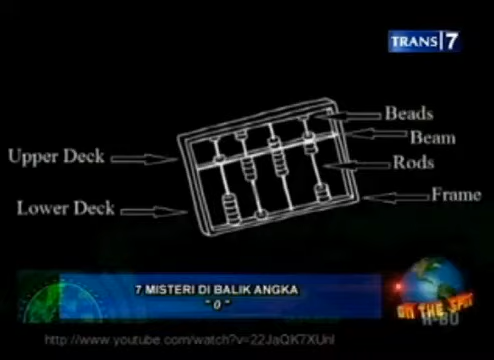 TRANS|7
Beads
Beam
Upper Deck
Rods
Lower Deck
Frame
7 MISTERI DI BALIK ANGKA
" 0 "
ON THE SPOT
http://www.youtube.com/watch?v=22JaQK7XUnI